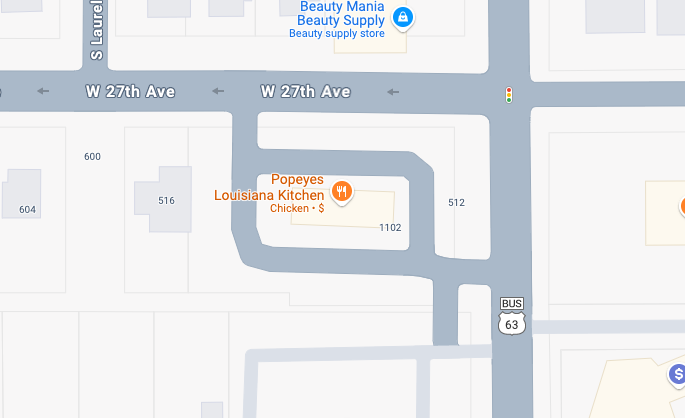 S Laurel
Beauty Mania
Beauty Supply
Beauty supply store
W 27th Ave
W 27th Ave
600
516
604
Popeyes
Louisiana Kitchen
Chicken • $
512
1102
BUS
63
$